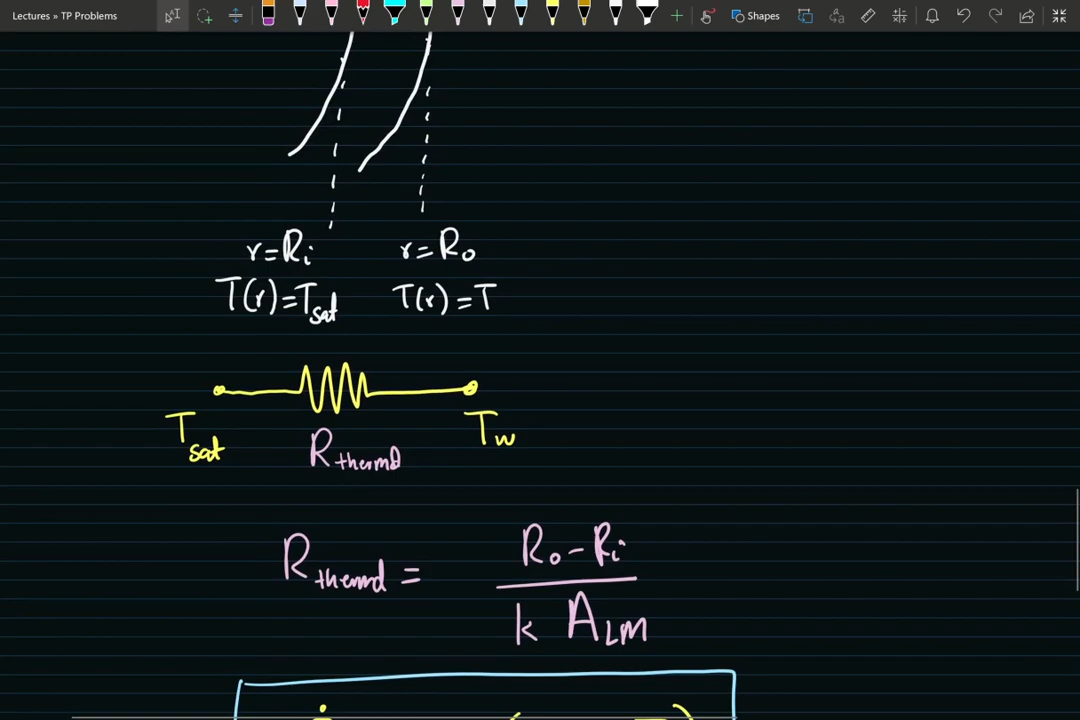 Lectures » TP Problems
Shapes
r=Ri r=Ro
T(r)=Tsat T(r)=T
Tsat Tw
Rthermal
Rthermal = Ro-Ri
k ALM